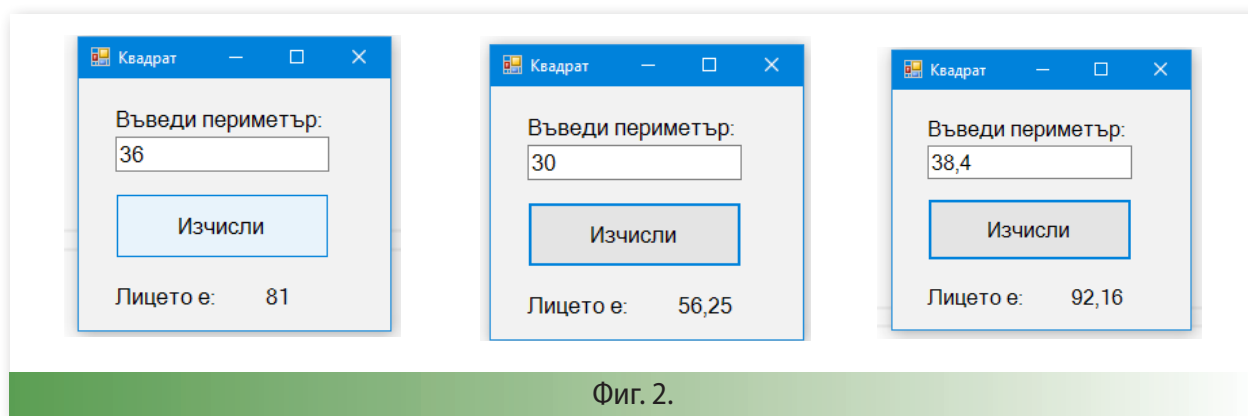 Квадрат
Въведи периметър:
36
Изчисли
Лицето е: 81
Квадрат
Въведи периметър:
30
Изчисли
Лицето е: 56,25
Квадрат
Въведи периметър:
38,4
Изчисли
Лицето е: 92,16
Фиг. 2.